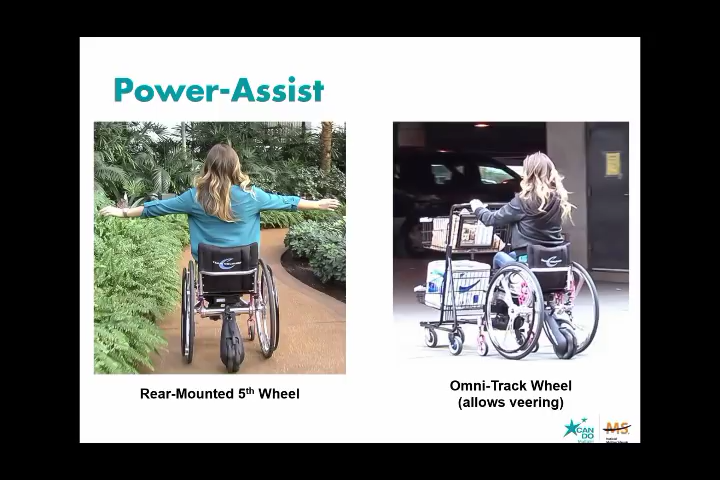 Power-Assist
Rear-Mounted 5th Wheel
Omni-Track Wheel
(allows veering)
CAN
DO
MS